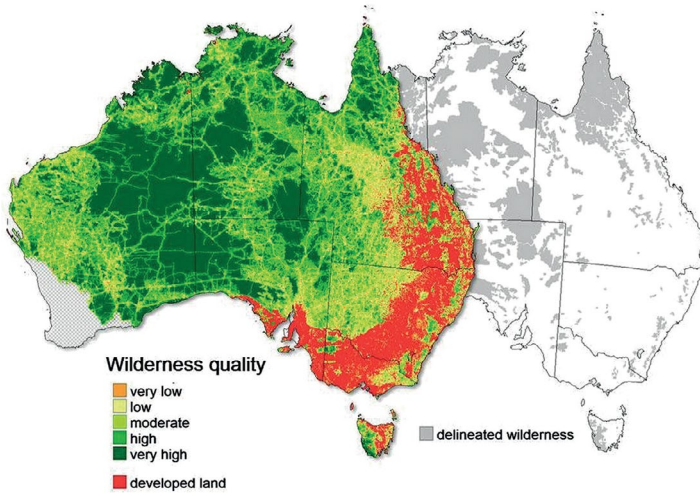 Wilderness quality
very low
low
moderate
high
very high
developed land
delineated wilderness